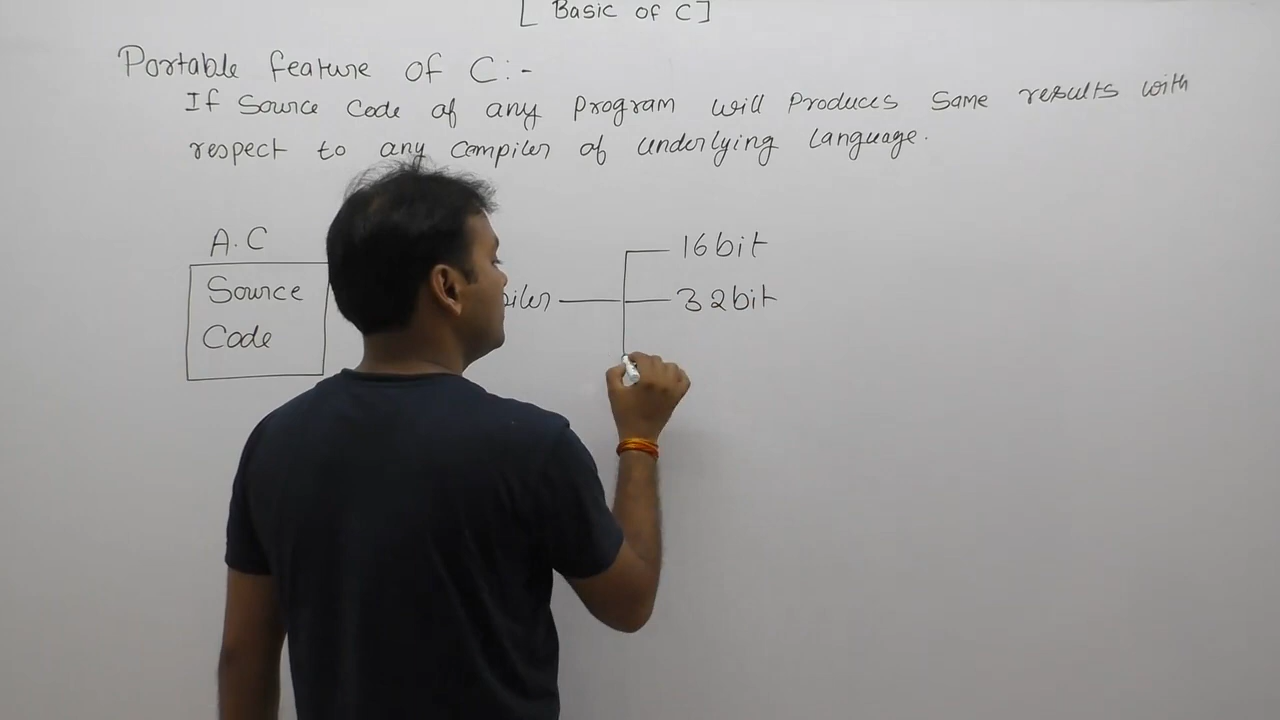 [ Basic of C ]
Portable feature of C:-
If Source Code of any Program will Produces Same results with
respect to any Compiler of underlying language.
A.C
Source
Code
16bit
32bit